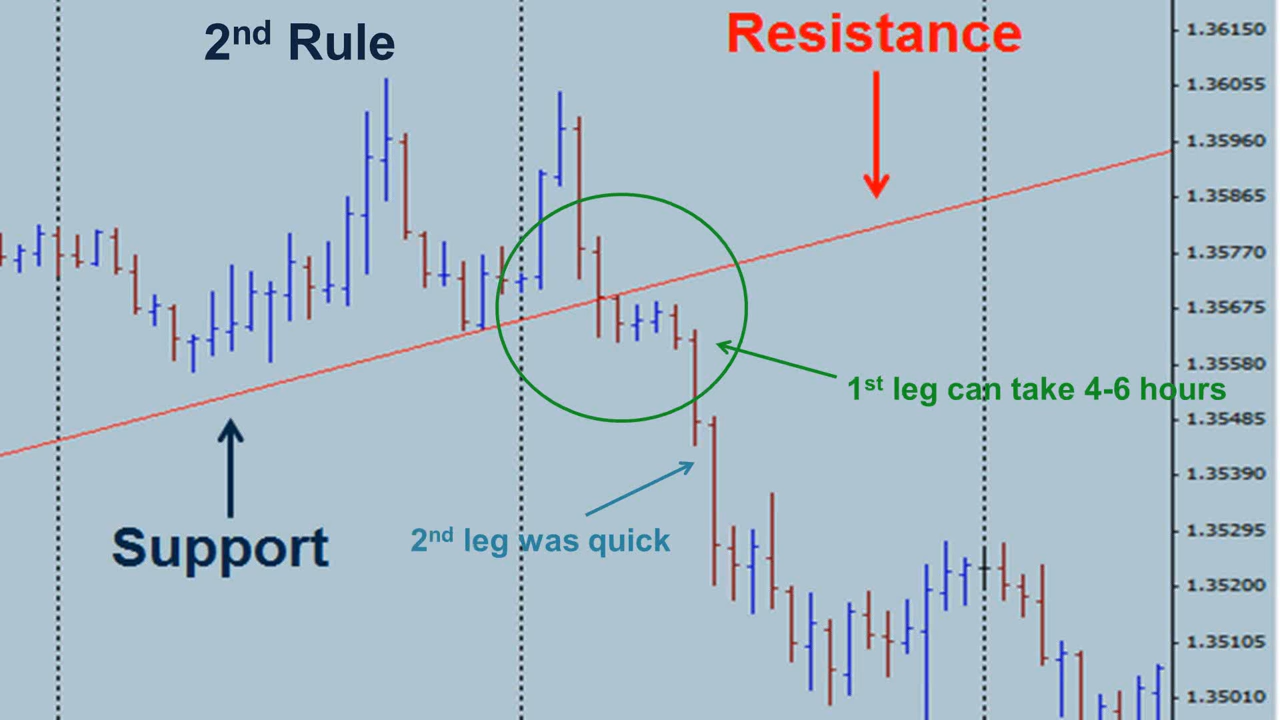 2nd Rule
Resistance
Support
1st leg can take 4-6 hours
2nd leg was quick
1.36150
1.36055
1.35960
1.35865
1.35770
1.35675
1.35580
1.35485
1.35390
1.35295
1.35200
1.35105
1.35010